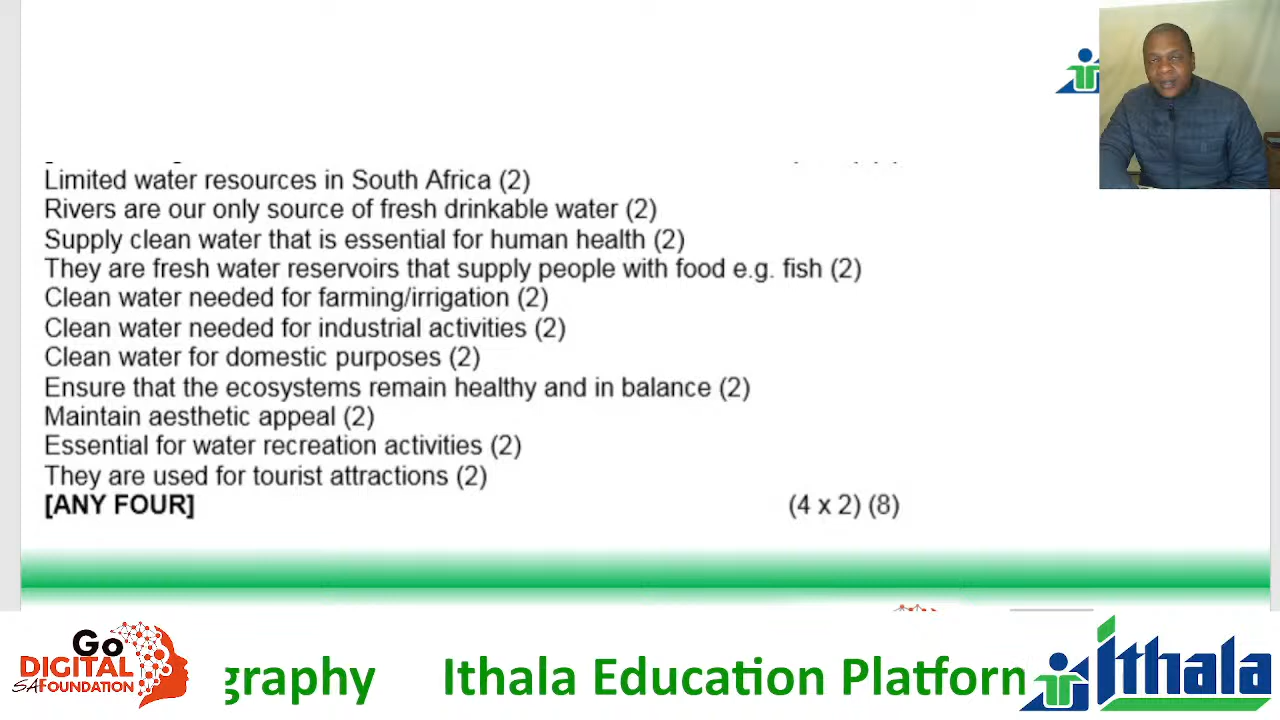 Limited water resources in South Africa (2)
Rivers are our only source of fresh drinkable water (2)
Supply clean water that is essential for human health (2)
They are fresh water reservoirs that supply people with food e.g. fish (2)
Clean water needed for farming/irrigation (2)
Clean water needed for industrial activities (2)
Clean water for domestic purposes (2)
Ensure that the ecosystems remain healthy and in balance (2)
Maintain aesthetic appeal (2)
Essential for water recreation activities (2)
They are used for tourist attractions (2)
[ANY FOUR] (4 x 2) (8)
Go
DIGITAL
SA FOUNDATION
graphy Ithala Education Platforn
Ithala